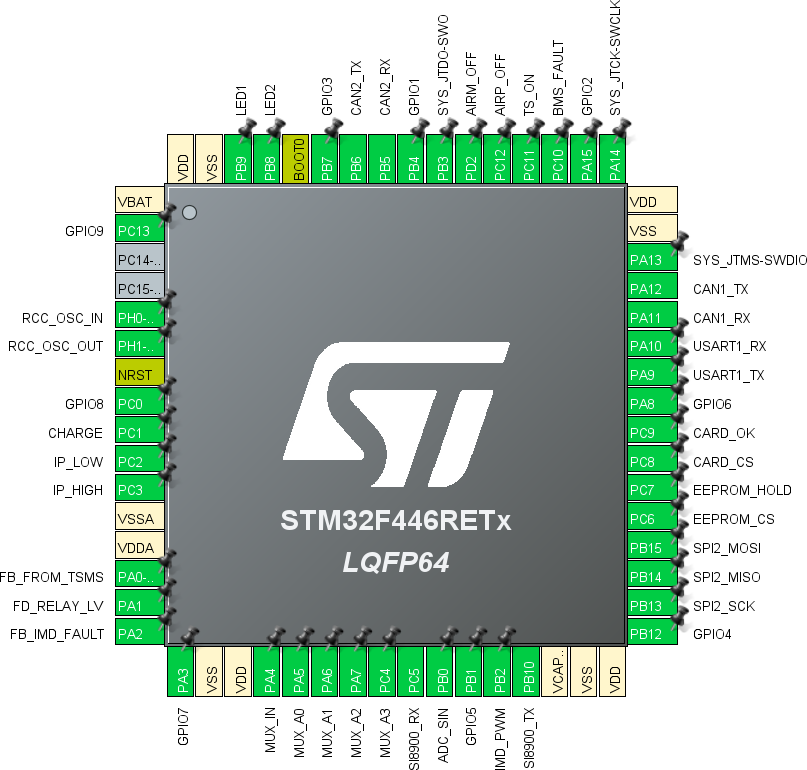 LED1
LED2
GPIO3
CAN2_TX
CAN2_RX
GPIO1
SYS_JTDO-SWO
AIRM_OFF
AIRP_OFF
TS_ON
BMS_FAULT
GPIO2
SYS_JTCK-SWCLK
VDD
VSS
PB9
PB8
BOOT0
PB7
PB6
PB5
PB4
PB3
PD2
PC12
PC11
PC10
PA15
PA14
VBAT
GPIO9 PC13
PC14-..
PC15-..
RCC_OSC_IN PH0-..
RCC_OSC_OUT PH1-..
NRST
GPIO8 PC0
CHARGE PC1
IP_LOW PC2
IP_HIGH PC3
VSSA
VDDA
FB_FROM_TSMS PA0-..
FD_RELAY_LV PA1
FB_IMD_FAULT PA2
STM32F446RETx
LQFP64
VDD
VSS
PA13 SYS_JTMS-SWDIO
PA12 CAN1_TX
PA11 CAN1_RX
PA10 USART1_RX
PA9 USART1_TX
PA8 GPIO6
PC9 CARD_OK
PC8 CARD_CS
PC7 EEPROM_HOLD
PC6 EEPROM_CS
PB15 SPI2_MOSI
PB14 SPI2_MISO
PB13 SPI2_SCK
PB12 GPIO4
PA3
VSS
VDD
PA4
PA5
PA6
PA7
PC4
PC5
PB0
PB1
PB2
PB10
VCAP..
VSS
VDD
GPIO7
MUX_IN
MUX_A0
MUX_A1
MUX_A2
MUX_A3
SI8900_RX
ADC_SIN
GPIO5
IMD_PWM
SI8900_TX